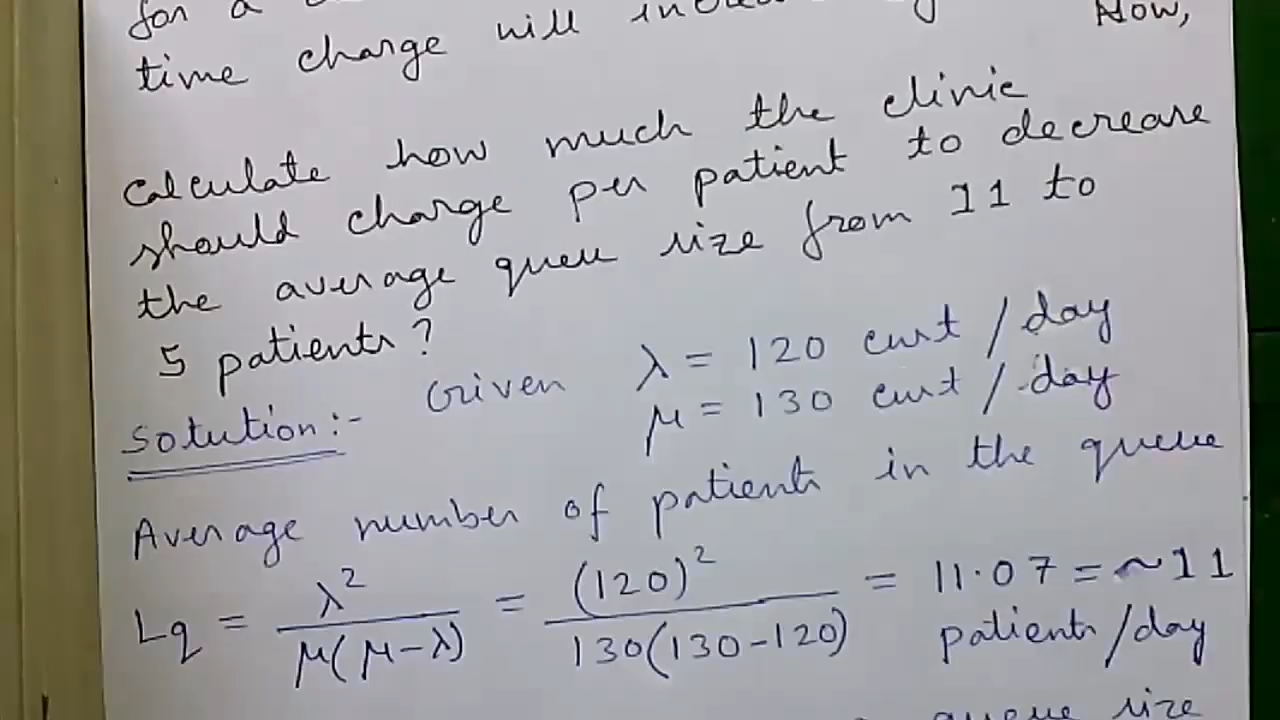 for a
time charge will Now,
Calculate how much the clinic
should charge per patient to decrease
the average queu size from 11 to
5 patients?
Solution:- Given λ = 120 cust/day
μ = 130 cust/day
Average number of patients in the queue
Lq = λ² / μ(μ-λ) = (120)² / 130(130-120) = 11.07 = ~11
patients/day
queue size